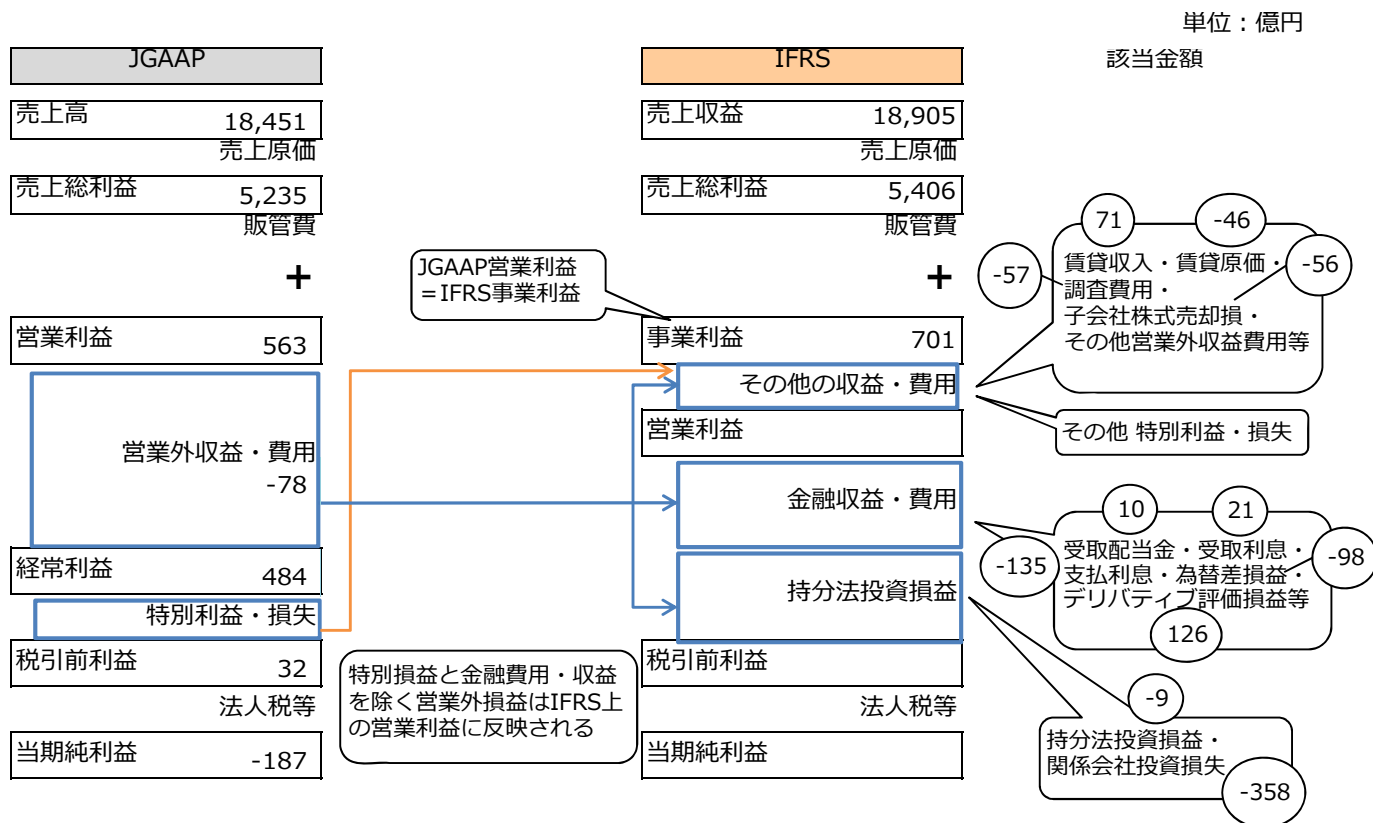 単位：億円
JGAAP
IFRS
該当金額
売上高 18,451
売上原価
売上総利益 5,235
販管費
+
営業利益 563
営業外収益・費用
-78
経常利益 484
特別利益・損失
税引前利益 32
法人税等
当期純利益 -187
JGAAP営業利益
＝IFRS事業利益
特別損益と金融費用・収益
を除く営業外損益はIFRS上
の営業利益に反映される
売上収益 18,905
売上原価
売上総利益 5,406
販管費
+
事業利益 701
その他の収益・費用
営業利益
金融収益・費用
持分法投資損益
税引前利益
法人税等
当期純利益
71
-46
-57
-56
賃貸収入・賃貸原価・
調査費用・
子会社株式売却損・
その他営業外収益費用等
その他 特別利益・損失
10
21
-135
-98
受取配当金・受取利息・
支払利息・為替差損益・
デリバティブ評価損益等
126
-9
持分法投資損益・
関係会社投資損失
-358